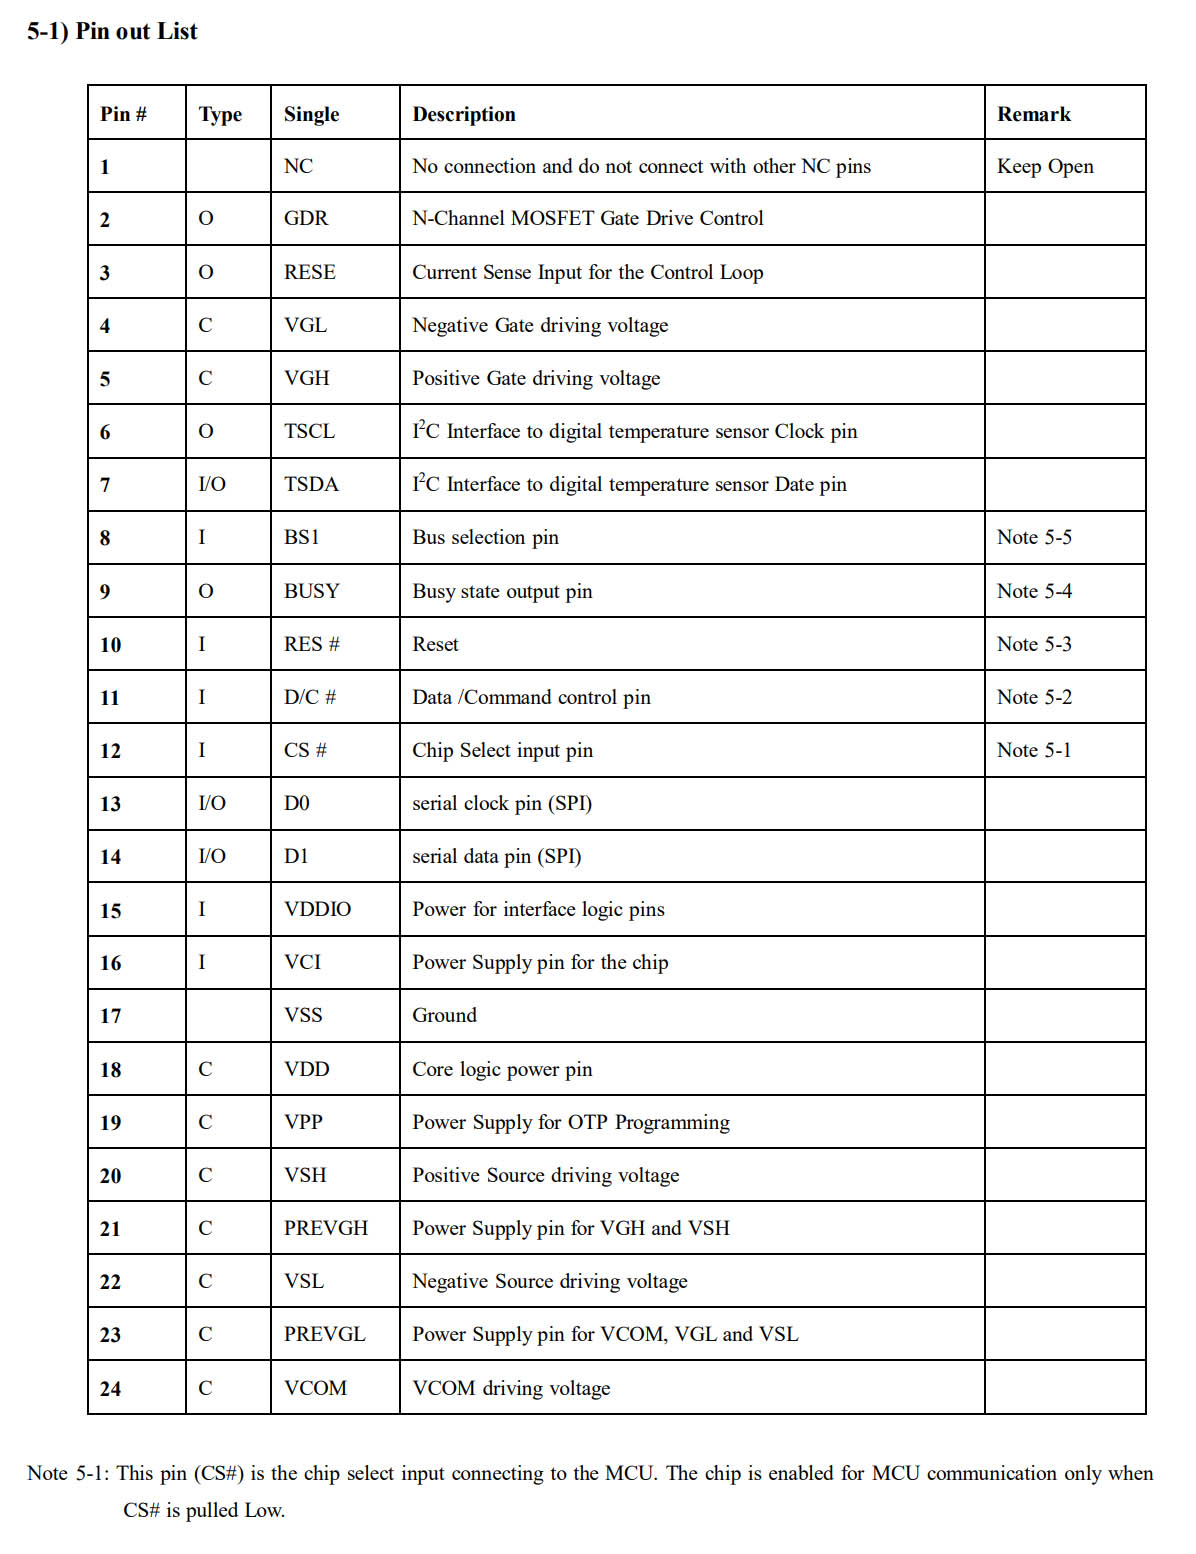 5-1) Pin out List
Pin # Type Single Description Remark
1 NC No connection and do not connect with other NC pins Keep Open
2 O GDR N-Channel MOSFET Gate Drive Control
3 O RESE Current Sense Input for the Control Loop
4 C VGL Negative Gate driving voltage
5 C VGH Positive Gate driving voltage
6 O TSCL I²C Interface to digital temperature sensor Clock pin
7 I/O TSDA I²C Interface to digital temperature sensor Date pin
8 I BS1 Bus selection pin Note 5-5
9 O BUSY Busy state output pin Note 5-4
10 I RES # Reset Note 5-3
11 I D/C # Data /Command control pin Note 5-2
12 I CS # Chip Select input pin Note 5-1
13 I/O D0 serial clock pin (SPI)
14 I/O D1 serial data pin (SPI)
15 I VDDIO Power for interface logic pins
16 I VCI Power Supply pin for the chip
17 VSS Ground
18 C VDD Core logic power pin
19 C VPP Power Supply for OTP Programming
20 C VSH Positive Source driving voltage
21 C PREVGH Power Supply pin for VGH and VSH
22 C VSL Negative Source driving voltage
23 C PREVGL Power Supply pin for VCOM, VGL and VSL
24 C VCOM VCOM driving voltage
Note 5-1: This pin (CS#) is the chip select input connecting to the MCU. The chip is enabled for MCU communication only when
CS# is pulled Low.